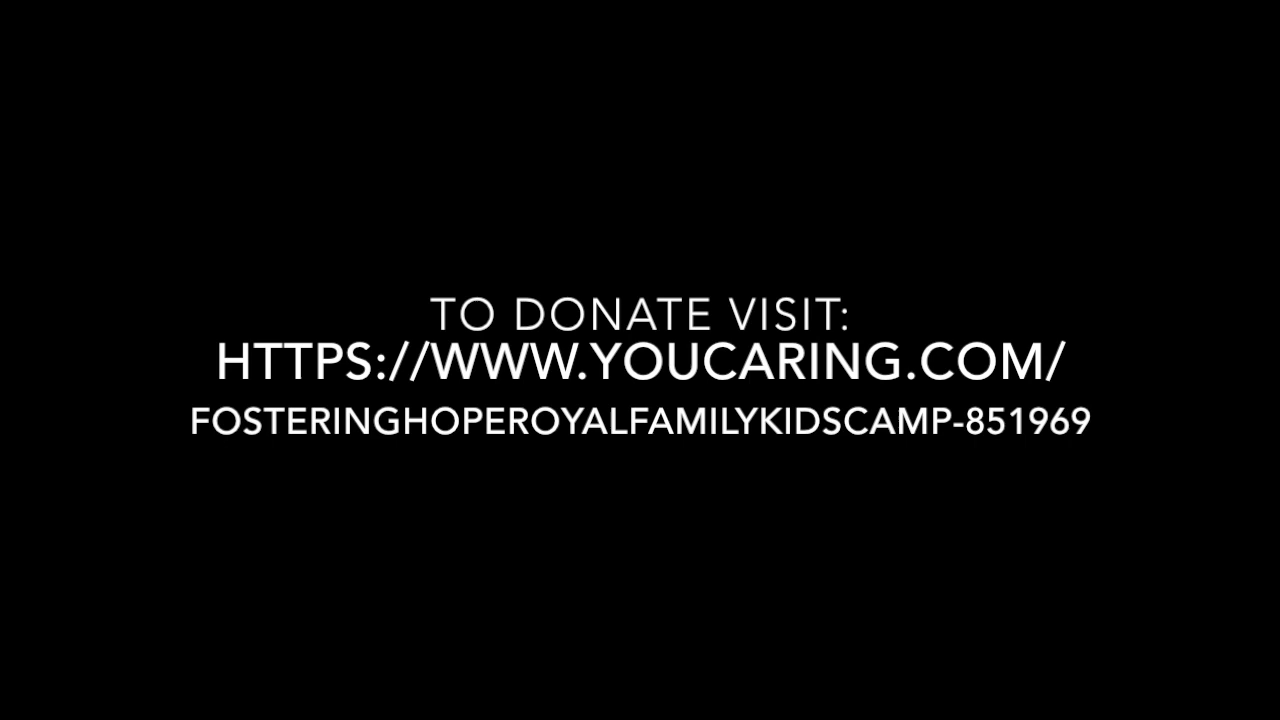 TO DONATE VISIT:
HTTPS://WWW.YOUCARING.COM/
FOSTERINGHOPEROYALFAMILYKIDSCAMP-851969